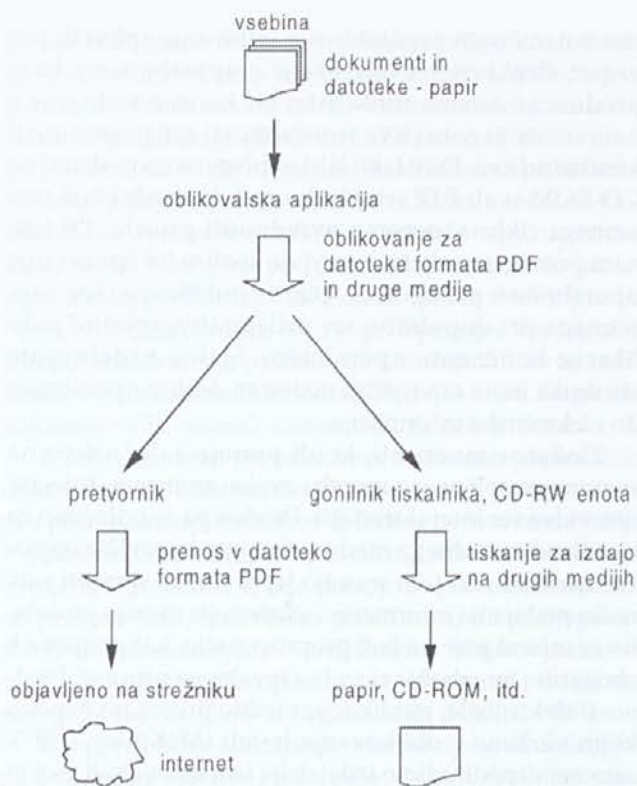 vsebina
dokumenti in
datoteke - papir
oblikovalska aplikacija
oblikovanje za
datoteke formata PDF
in druge medije
pretvornik
gonilnik tiskalnika, CD-RW enota
prenos v datoteko
formata PDF
tiskanje za izdajo
na drugih medijih
objavljeno na strežniku
papir, CD-ROM, itd.
internet